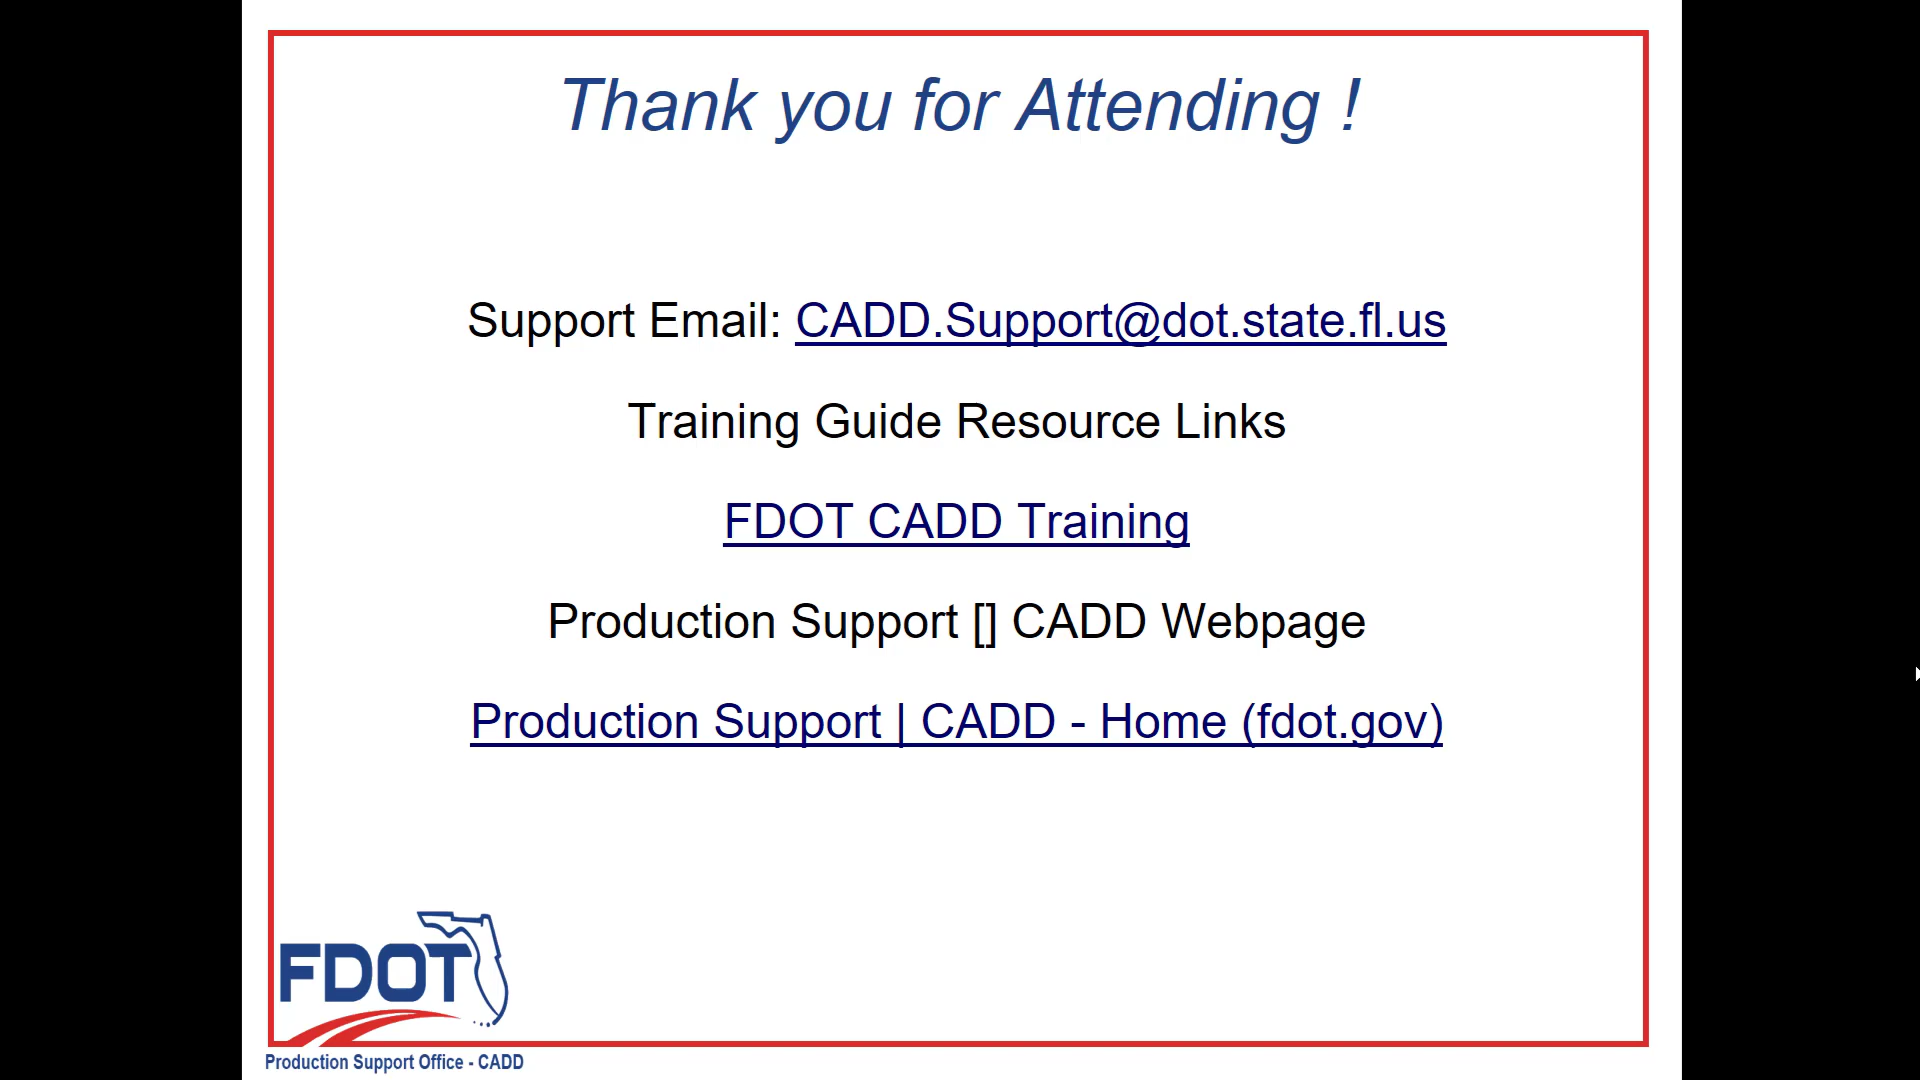 Thank you for Attending !
Support Email: CADD.Support@dot.state.fl.us
Training Guide Resource Links
FDOT CADD Training
Production Support [] CADD Webpage
Production Support | CADD - Home (fdot.gov)
FDOT
Production Support Office - CADD